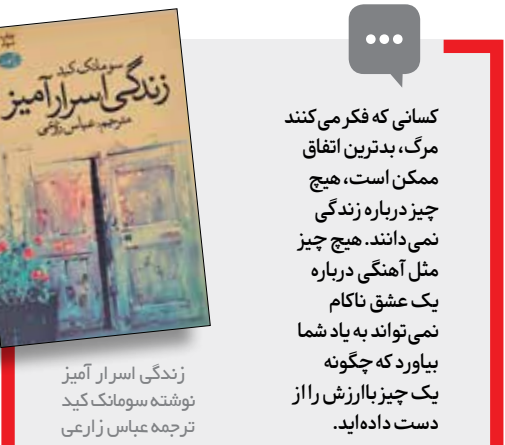 سومانک کید
زندگی اسرارآمیز
مترجم: عباس زارعی
کسانی که فکر می‌کنند
مرگ، بدترین اتفاق
ممکن است، هیچ
چیز درباره زندگی
نمی‌دانند. هیچ چیز
مثل آهنگی درباره
یک عشق ناکام
نمی‌تواند به یاد شما
بیاورد که چگونه
یک چیز باارزش را از
دست داده‌اید.
زندگی اسرار آمیز
نوشته سومانک کید
ترجمه عباس زارعی